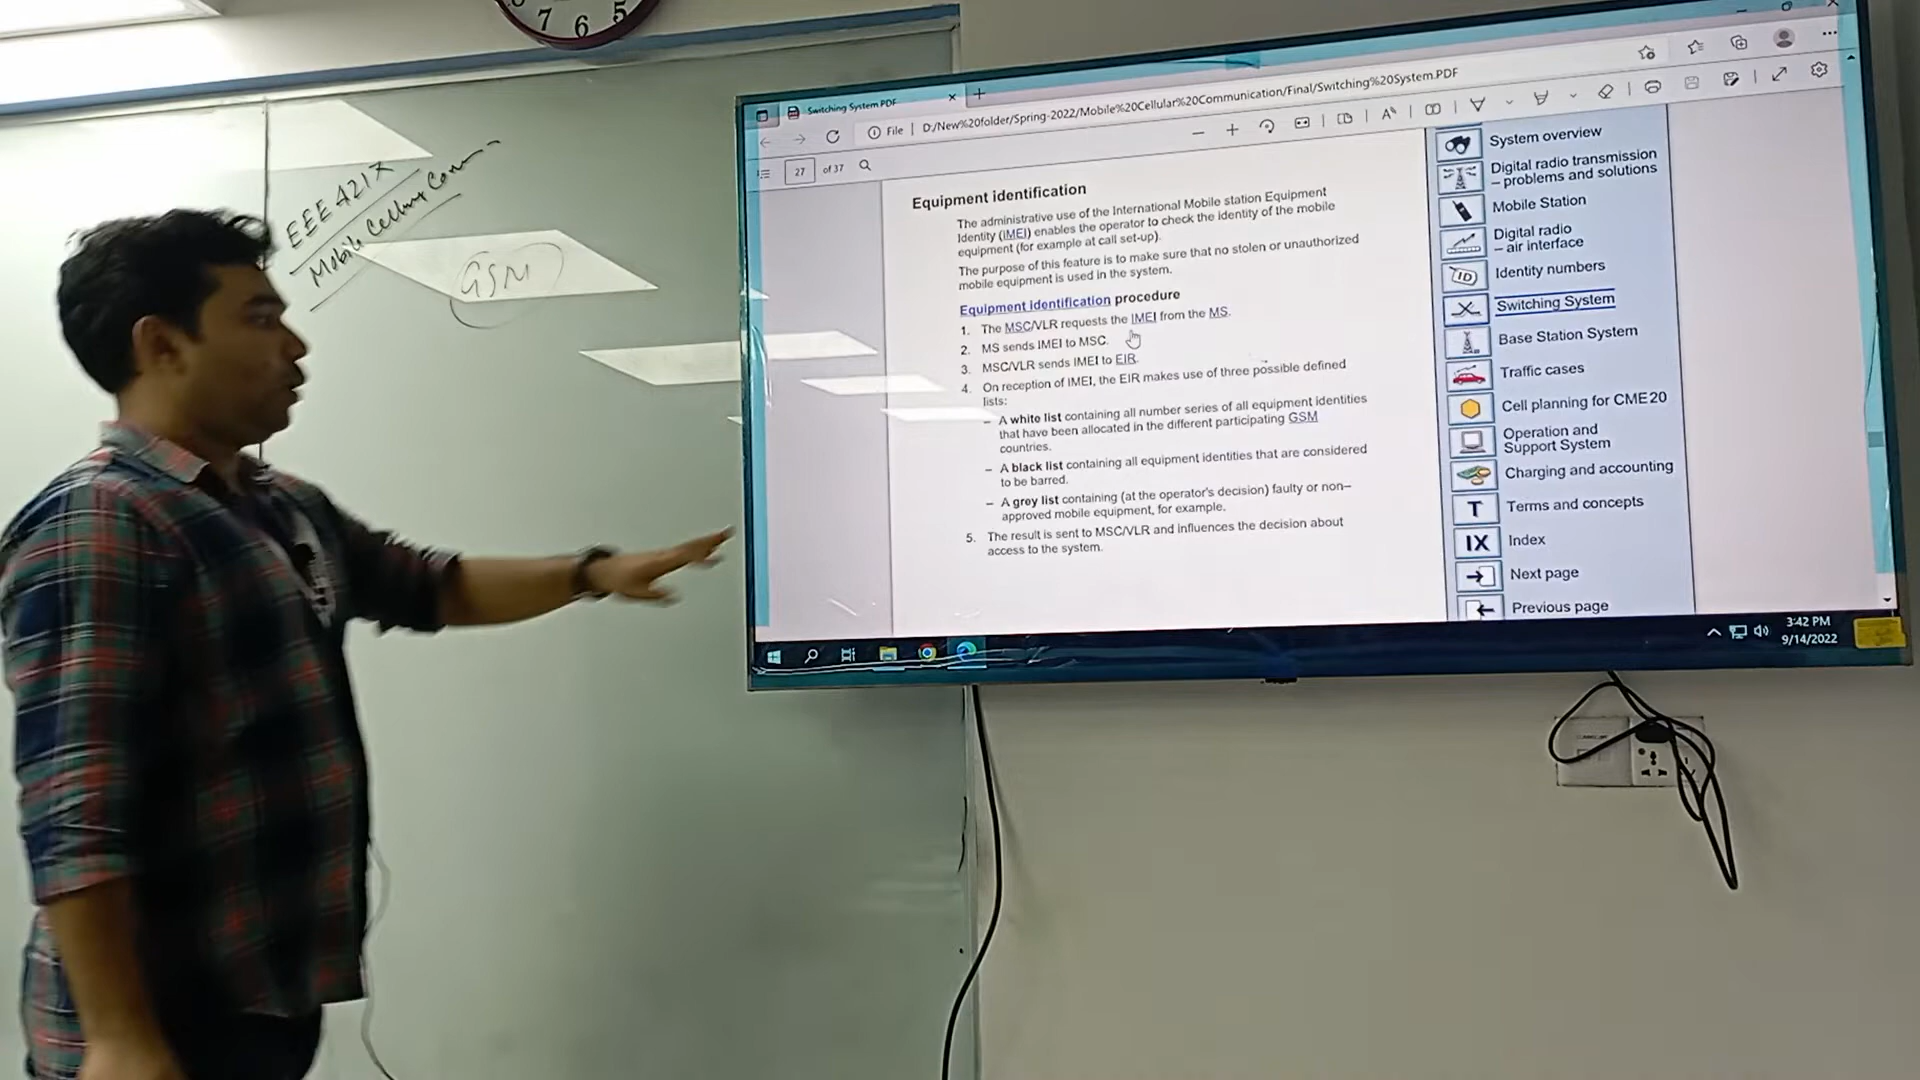 7 6 5
EEE 4217
Mobile Cellular Comm-
GSM
Switching System.PDF
File | D:/New%20folder/Spring-2022/Mobile%20Cellular%20Communication/Final/Switching%20System.PDF
27 of 37
Equipment identification
The administrative use of the International Mobile station Equipment
Identity (IMEI) enables the operator to check the identity of the mobile
equipment (for example at call set-up).
The purpose of this feature is to make sure that no stolen or unauthorized
mobile equipment is used in the system.
Equipment identification procedure
1. The MSC/VLR requests the IMEI from the MS.
2. MS sends IMEI to MSC.
3. MSC/VLR sends IMEI to EIR.
4. On reception of IMEI, the EIR makes use of three possible defined
lists:
– A white list containing all number series of all equipment identities
that have been allocated in the different participating GSM
countries.
– A black list containing all equipment identities that are considered
to be barred.
– A grey list containing (at the operator's decision) faulty or non–
approved mobile equipment, for example.
5. The result is sent to MSC/VLR and influences the decision about
access to the system.
System overview
Digital radio transmission
– problems and solutions
Mobile Station
Digital radio
– air interface
ID Identity numbers
Switching System
Base Station System
Traffic cases
Cell planning for CME20
Operation and
Support System
Charging and accounting
T Terms and concepts
IX Index
Next page
Previous page
3:42 PM
9/14/2022